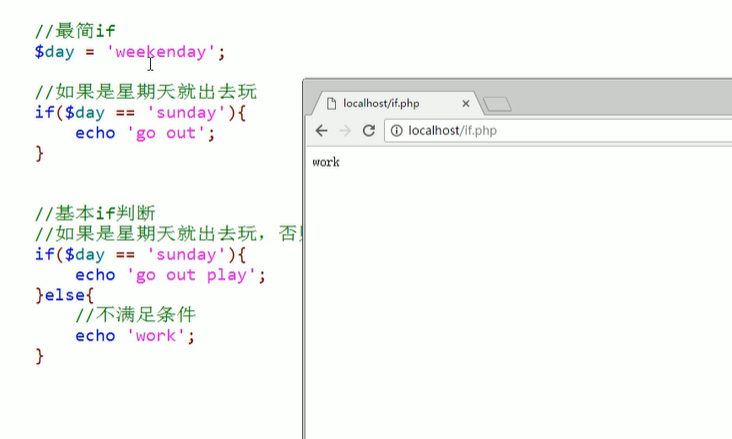 //最简if
$day = 'weekenday';
//如果是星期天就出去玩
if($day == 'sunday'){
echo 'go out';
}
//基本if判断
//如果是星期天就出去玩，否
if($day == 'sunday'){
echo 'go out play';
}else{
//不满足条件
echo 'work';
}
localhost/if.php
localhost/if.php
work